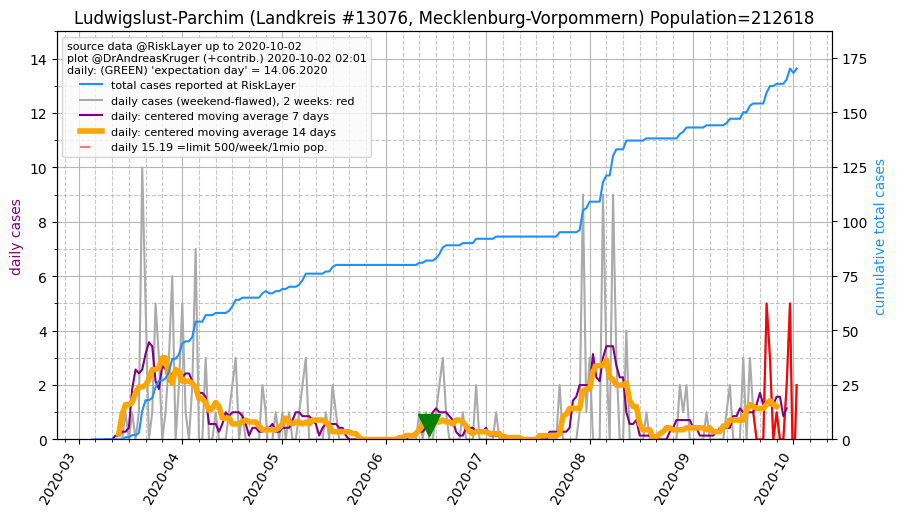 Ludwigslust-Parchim (Landkreis #13076, Mecklenburg-Vorpommern) Population=212618
source data @RiskLayer up to 2020-10-02
plot @DrAndreasKruger (+contrib.) 2020-10-02 02:01
daily: (GREEN) 'expectation day' = 14.06.2020
total cases reported at RiskLayer
daily cases (weekend-flawed), 2 weeks: red
daily: centered moving average 7 days
daily: centered moving average 14 days
daily 15.19 =limit 500/week/1mio pop.
daily cases
14
12
10
8
6
4
2
0
175
150
125
100
75
50
25
0
cumulative total cases
2020-03
2020-04
2020-05
2020-06
2020-07
2020-08
2020-09
2020-10